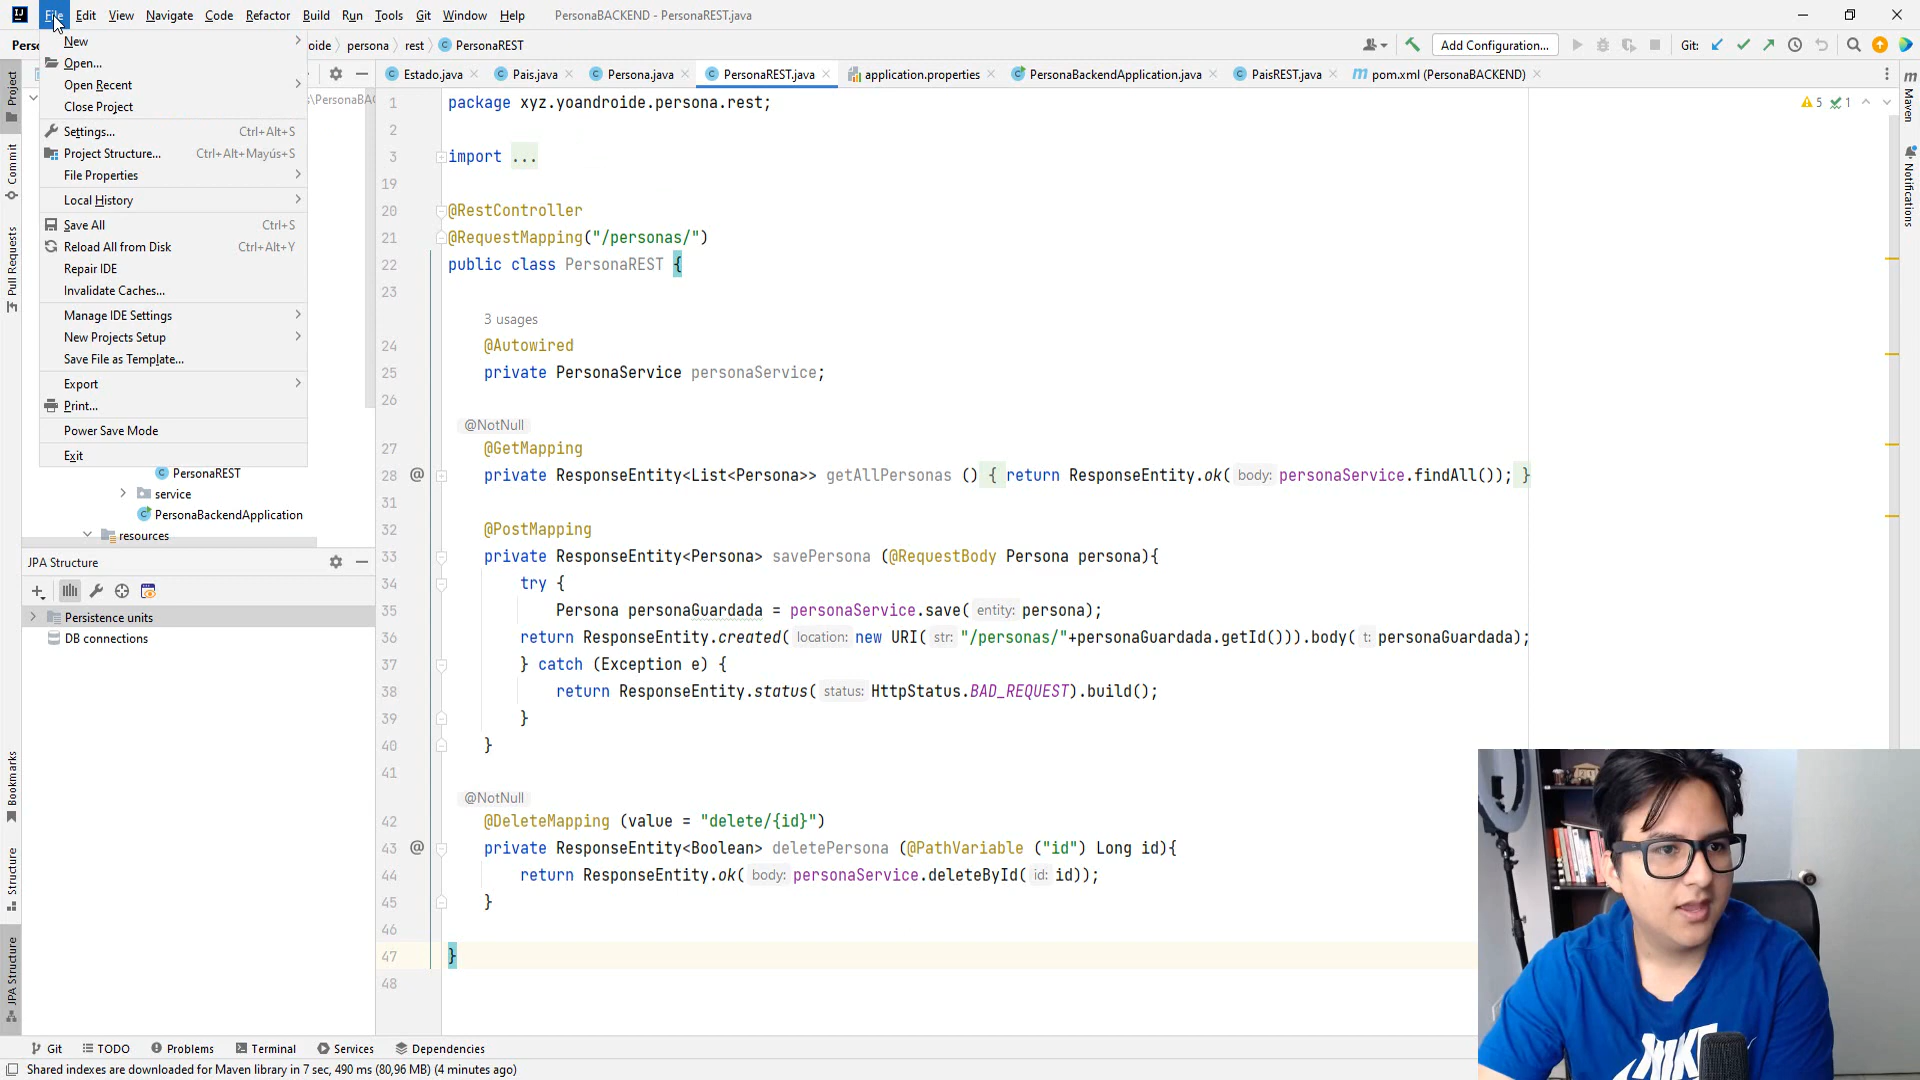 File Edit View Navigate Code Refactor Build Run Tools Git Window Help PersonaBACKEND - PersonaREST.java
oide persona rest PersonaREST Add Configuration... Git:
New
Open...
Open Recent
Close Project
Settings... Ctrl+Alt+S
Project Structure... Ctrl+Alt+Mayús+S
File Properties
Local History
Save All Ctrl+S
Reload All from Disk Ctrl+Alt+Y
Repair IDE
Invalidate Caches...
Manage IDE Settings
New Projects Setup
Save File as Template...
Export
Print...
Power Save Mode
Exit
PersonaREST
service
PersonaBackendApplication
resources
JPA Structure
Persistence units
DB connections
Project
Commit
Pull Requests
Bookmarks
Structure
JPA Structure
Estado.java Pais.java Persona.java PersonaREST.java application.properties PersonaBackendApplication.java PaisREST.java pom.xml (PersonaBACKEND)
5 1
1 package xyz.yoandroide.persona.rest;
2
3 import ...
19
20 @RestController
21 @RequestMapping("/personas/")
22 public class PersonaREST {
23
3 usages
24 @Autowired
25 private PersonaService personaService;
26
@NotNull
27 @GetMapping
28 private ResponseEntity<List<Persona>> getAllPersonas () { return ResponseEntity.ok( body: personaService.findAll()); }
31
32 @PostMapping
33 private ResponseEntity<Persona> savePersona (@RequestBody Persona persona){
34 try {
35 Persona personaGuardada = personaService.save( entity: persona);
36 return ResponseEntity.created( location: new URI( str: "/personas/"+personaGuardada.getId())).body( t: personaGuardada);
37 } catch (Exception e) {
38 return ResponseEntity.status( status: HttpStatus.BAD_REQUEST).build();
39 }
40 }
41
@NotNull
42 @DeleteMapping (value = "delete/{id}")
43 private ResponseEntity<Boolean> deletePersona (@PathVariable ("id") Long id){
44 return ResponseEntity.ok( body: personaService.deleteById( id: id));
45 }
46
47 }
48
Maven
Notifications
Git TODO Problems Terminal Services Dependencies
Shared indexes are downloaded for Maven library in 7 sec, 490 ms (80,96 MB) (4 minutes ago)